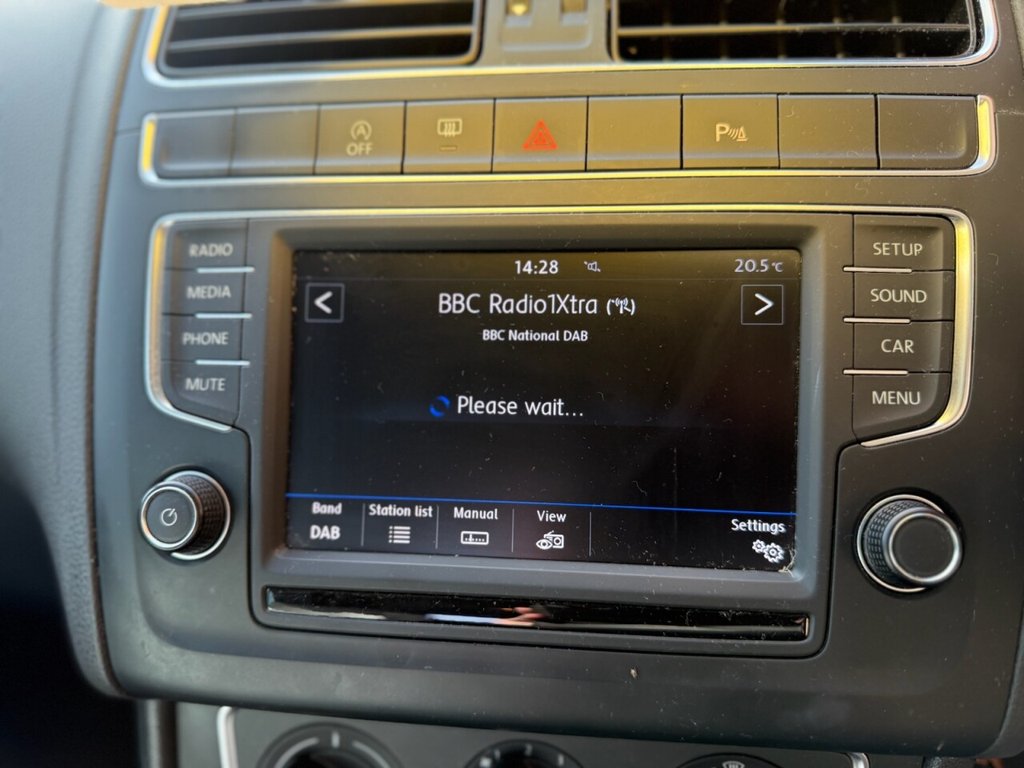 OFF
P
RADIO
MEDIA
PHONE
MUTE
14:28
20.5°C
<
BBC Radio1Xtra
>
BBC National DAB
Please wait...
Band
DAB
Station list
Manual
View
Settings
SETUP
SOUND
CAR
MENU